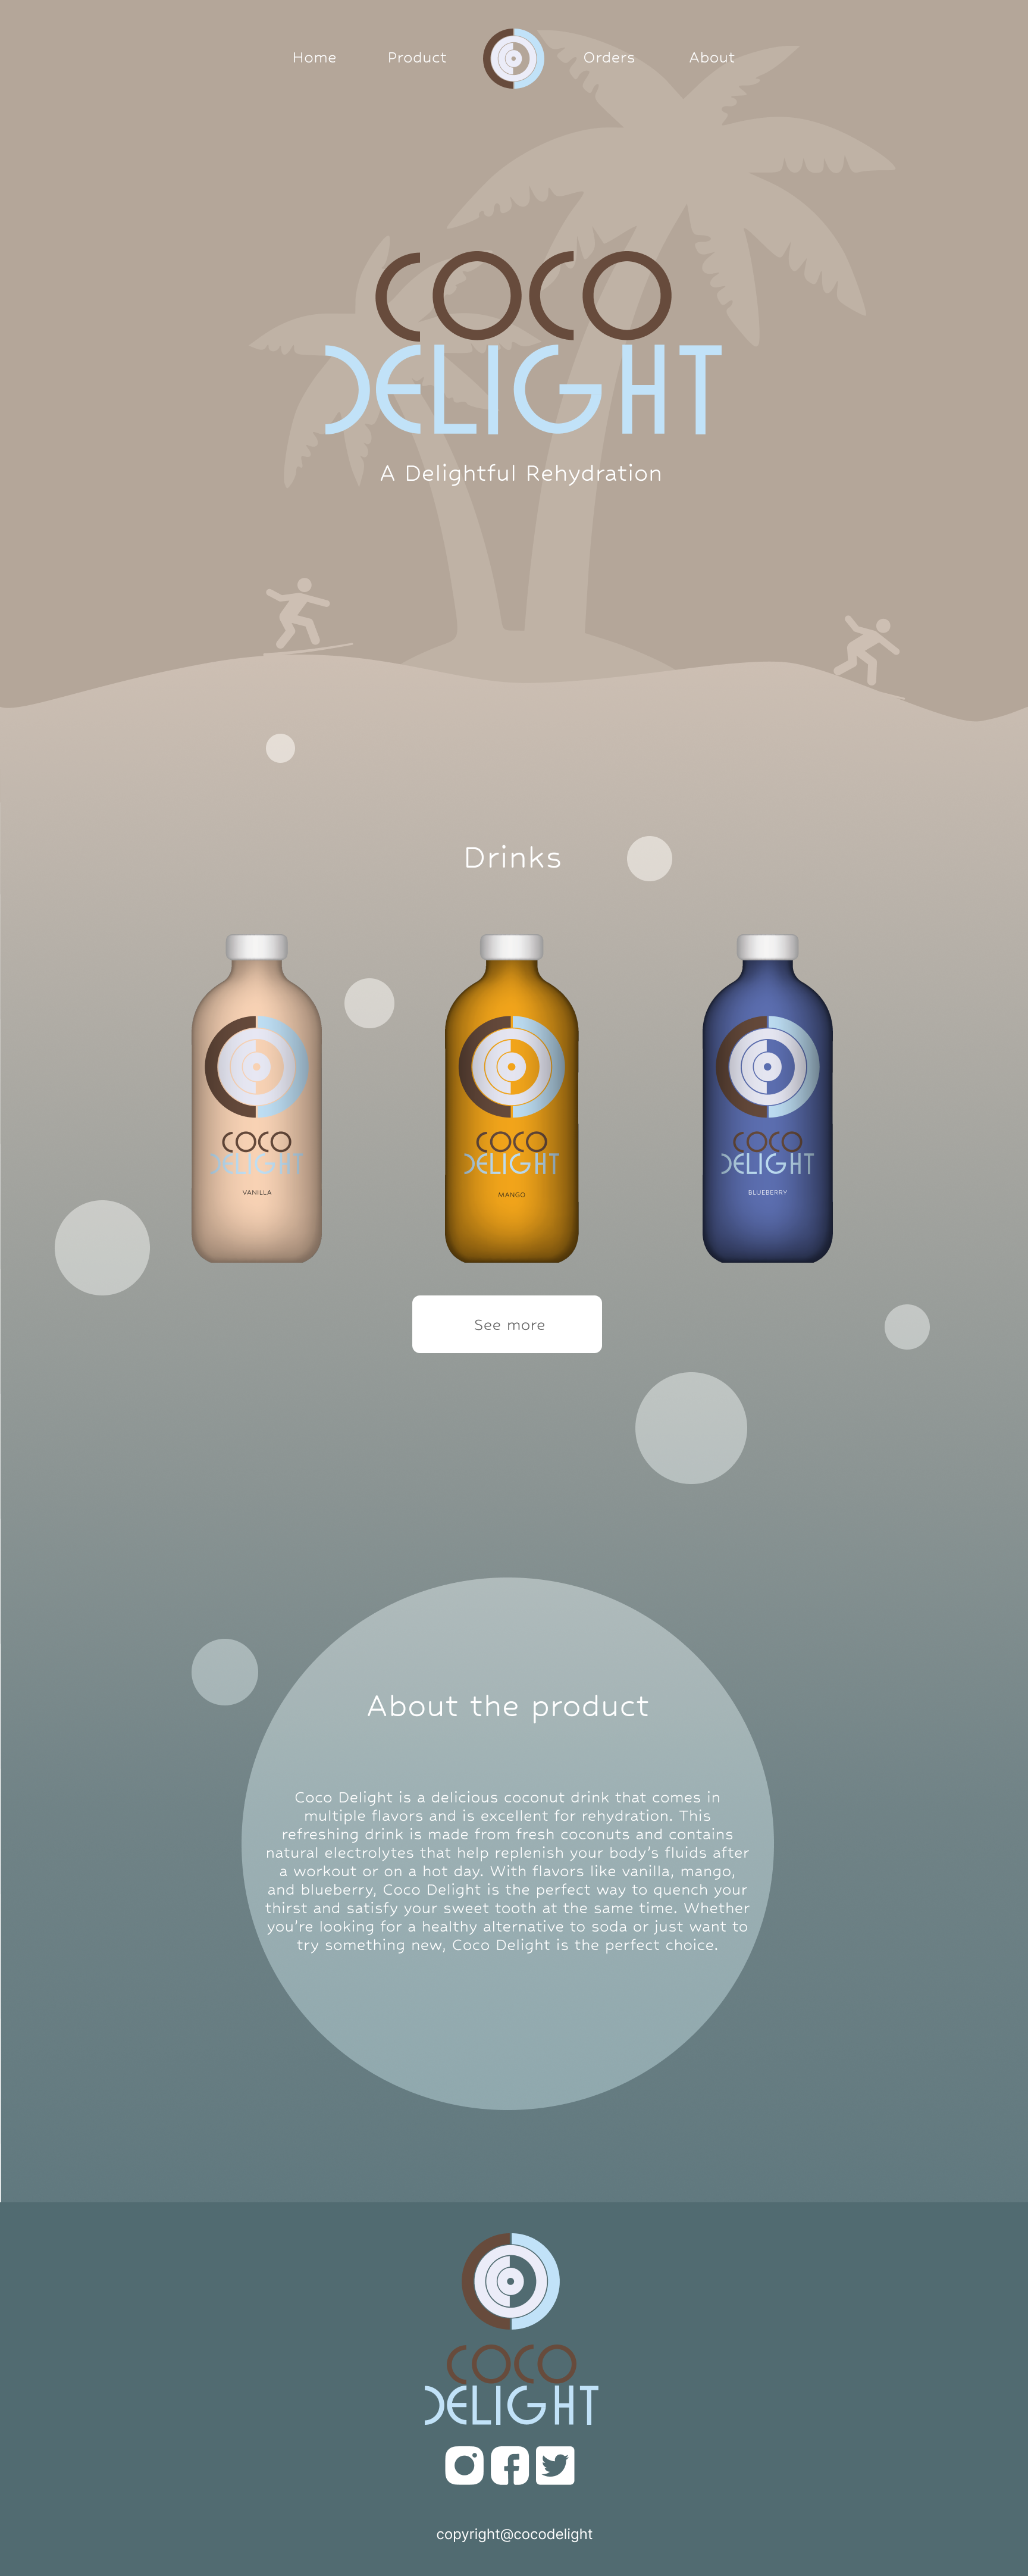 Home Product Orders About
COCO
DELIGHT
A Delightful Rehydration
Drinks
COCO
DELIGHT
VANILLA
COCO
DELIGHT
MANGO
COCO
DELIGHT
BLUEBERRY
See more
About the product
Coco Delight is a delicious coconut drink that comes in
multiple flavors and is excellent for rehydration. This
refreshing drink is made from fresh coconuts and contains
natural electrolytes that help replenish your body's fluids after
a workout or on a hot day. With flavors like vanilla, mango,
and blueberry, Coco Delight is the perfect way to quench your
thirst and satisfy your sweet tooth at the same time. Whether
you're looking for a healthy alternative to soda or just want to
try something new, Coco Delight is the perfect choice.
COCO
DELIGHT
copyright@cocodelight